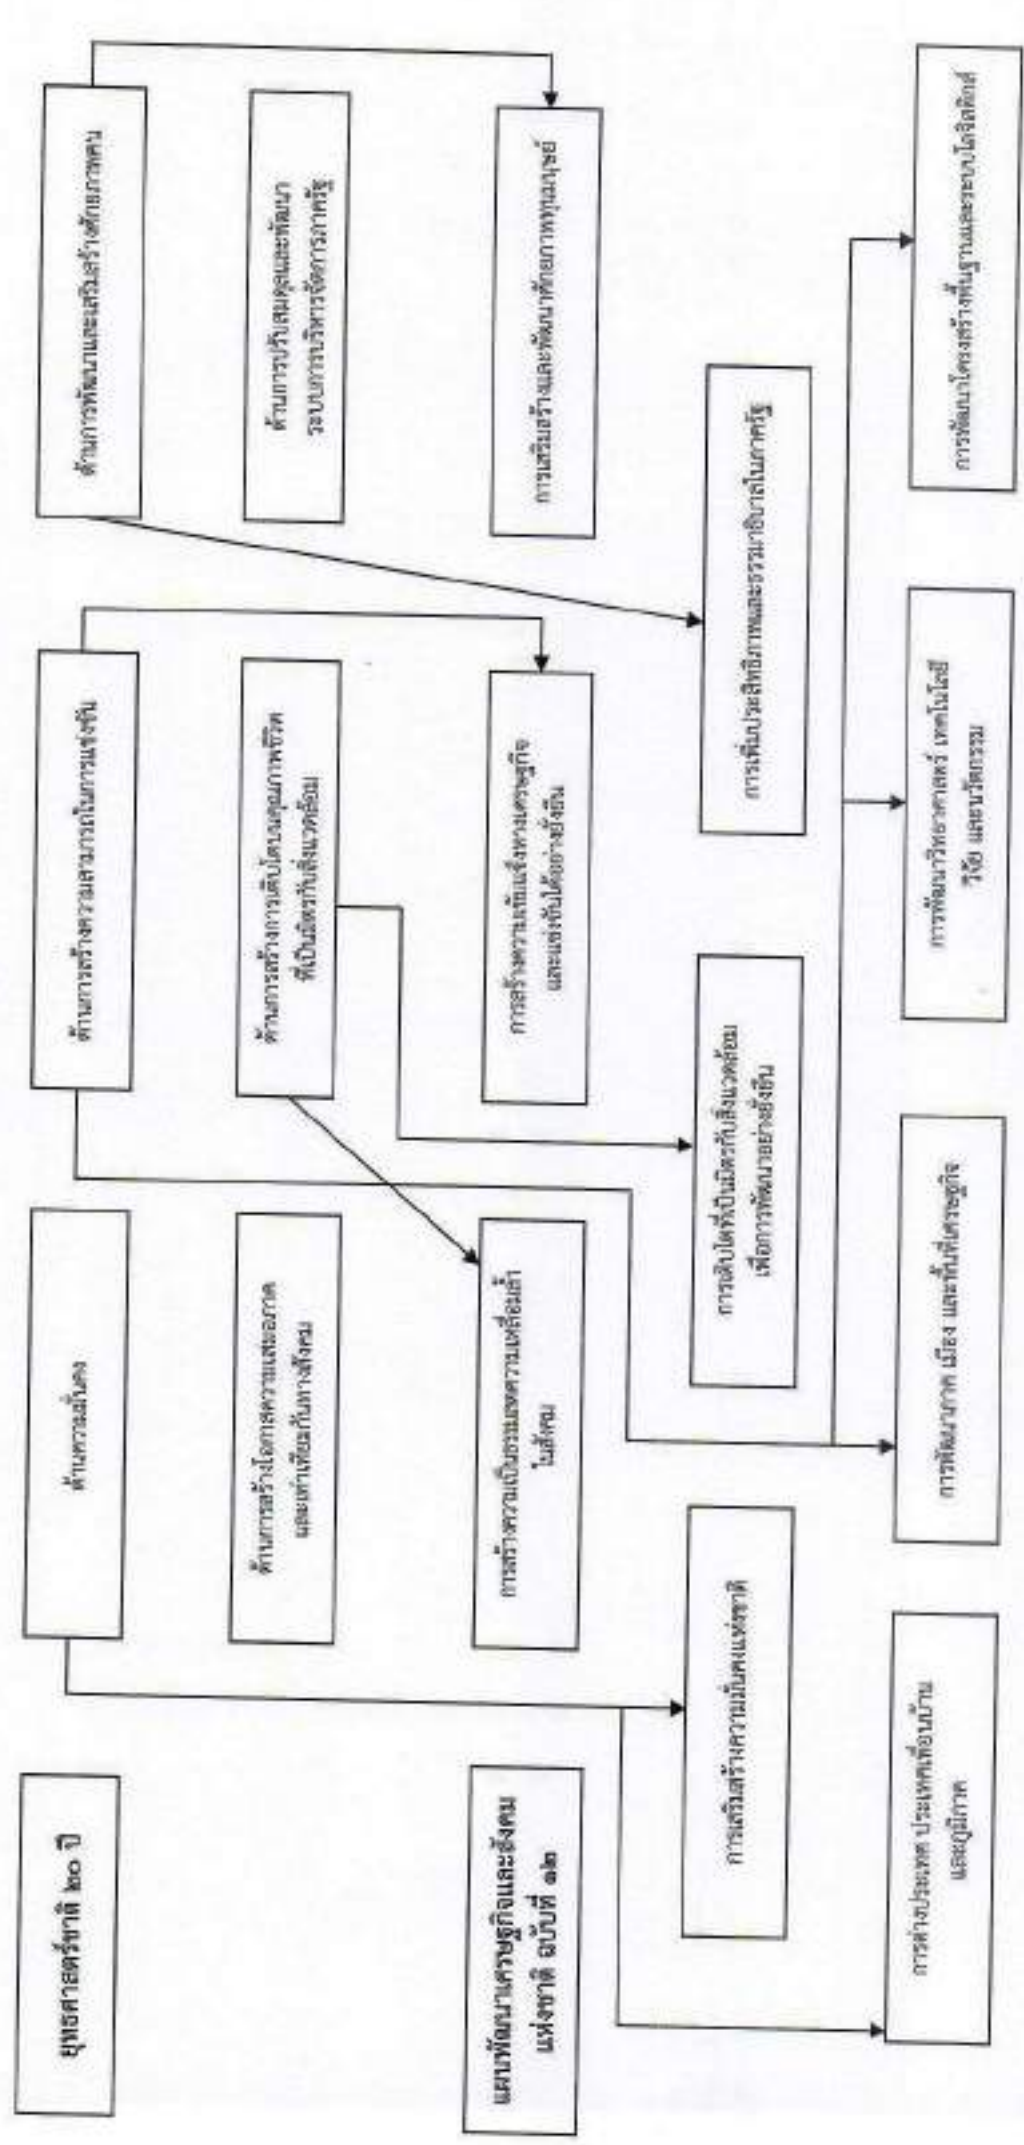 ยุทธศาสตร์ชาติ ๒๐ ปี
ด้านความมั่นคง
ด้านการสร้างความสามารถในการแข่งขัน
ด้านการพัฒนาและเสริมสร้างศักยภาพคน
ด้านการสร้างโอกาสความเสมอภาค
และเท่าเทียมกันทางสังคม
ด้านการสร้างการเติบโตบนคุณภาพชีวิต
ที่เป็นมิตรกับสิ่งแวดล้อม
ด้านการปรับสมดุลและพัฒนา
ระบบการบริหารจัดการภาครัฐ
แผนพัฒนาเศรษฐกิจและสังคม
แห่งชาติ ฉบับที่ ๑๒
การสร้างความเป็นธรรมลดความเหลื่อมล้ำ
ในสังคม
การสร้างความเข้มแข็งทางเศรษฐกิจ
และแข่งขันได้อย่างยั่งยืน
การเสริมสร้างและพัฒนาศักยภาพทุนมนุษย์
การเสริมสร้างความมั่นคงแห่งชาติ
การเติบโตที่เป็นมิตรกับสิ่งแวดล้อม
เพื่อการพัฒนาอย่างยั่งยืน
การเพิ่มประสิทธิภาพและธรรมาภิบาลในภาครัฐ
การต่างประเทศ ประเทศเพื่อนบ้าน
และภูมิภาค
การพัฒนาภาค เมือง และพื้นที่เศรษฐกิจ
การพัฒนาวิทยาศาสตร์ เทคโนโลยี
วิจัย และนวัตกรรม
การพัฒนาโครงสร้างพื้นฐานและระบบโลจิสติกส์